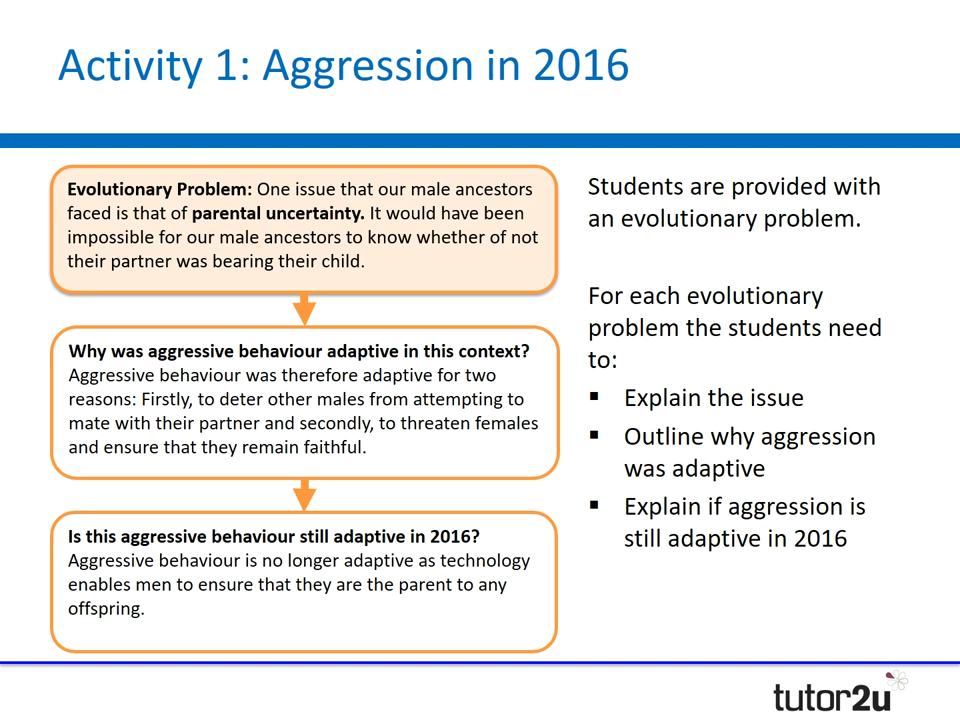 Activity 1: Aggression in 2016
Evolutionary Problem: One issue that our male ancestors
faced is that of parental uncertainty. It would have been
impossible for our male ancestors to know whether of not
their partner was bearing their child.
Why was aggressive behaviour adaptive in this context?
Aggressive behaviour was therefore adaptive for two
reasons: Firstly, to deter other males from attempting to
mate with their partner and secondly, to threaten females
and ensure that they remain faithful.
Is this aggressive behaviour still adaptive in 2016?
Aggressive behaviour is no longer adaptive as technology
enables men to ensure that they are the parent to any
offspring.
Students are provided with
an evolutionary problem.
For each evolutionary
problem the students need
to:
▪ Explain the issue
▪ Outline why aggression
was adaptive
▪ Explain if aggression is
still adaptive in 2016
tutor2u